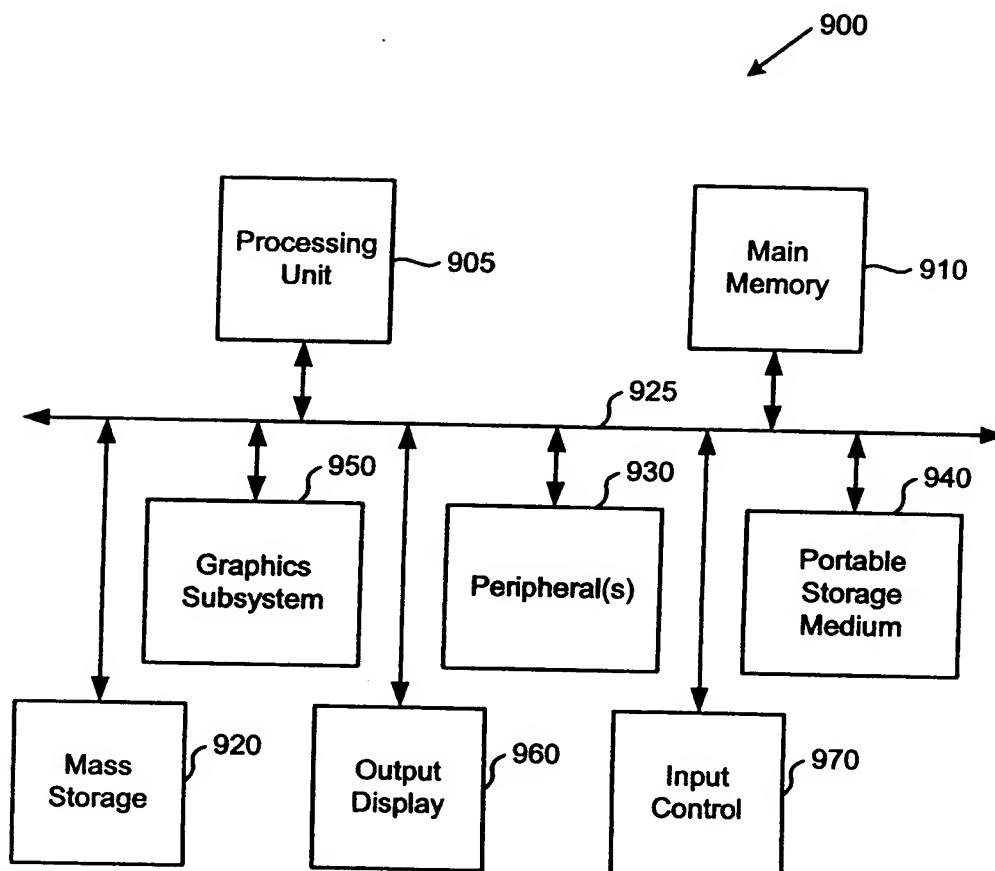 900
Processing
Unit
905
Main
Memory
910
925
950
930
940
Graphics
Subsystem
Peripheral(s)
Portable
Storage
Medium
Mass
Storage
920
Output
Display
960
Input
Control
970